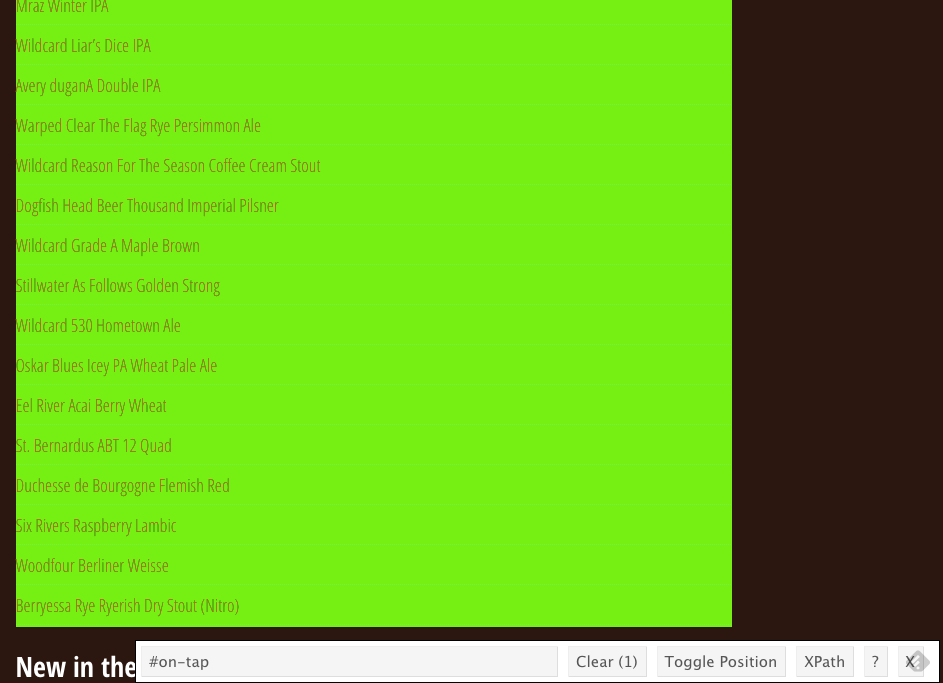 Mraz Winter IPA
Wildcard Liar's Dice IPA
Avery duganA Double IPA
Warped Clear The Flag Rye Persimmon Ale
Wildcard Reason For The Season Coffee Cream Stout
Dogfish Head Beer Thousand Imperial Pilsner
Wildcard Grade A Maple Brown
Stillwater As Follows Golden Strong
Wildcard 530 Hometown Ale
Oskar Blues Icey PA Wheat Pale Ale
Eel River Acai Berry Wheat
St. Bernardus ABT 12 Quad
Duchesse de Bourgogne Flemish Red
Six Rivers Raspberry Lambic
Woodfour Berliner Weisse
Berryessa Rye Ryerish Dry Stout (Nitro)
New in the
#on-tap Clear (1) Toggle Position XPath ? X